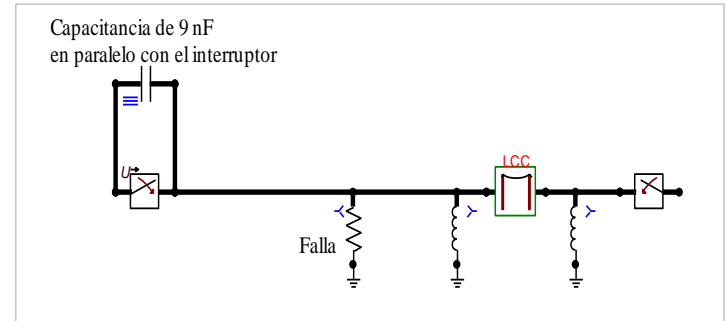 Capacitancia de 9 nF
en paralelo con el interruptor
U
LCC
Falla